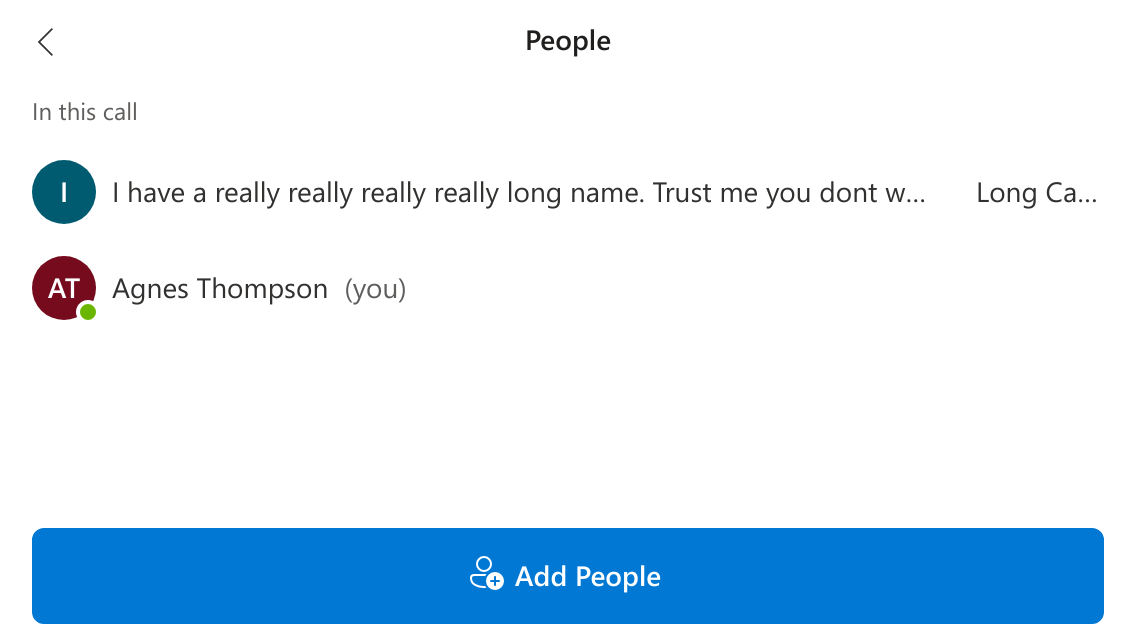 People
In this call
I I have a really really really really long name. Trust me you dont w... Long Ca...
AT Agnes Thompson (you)
Add People